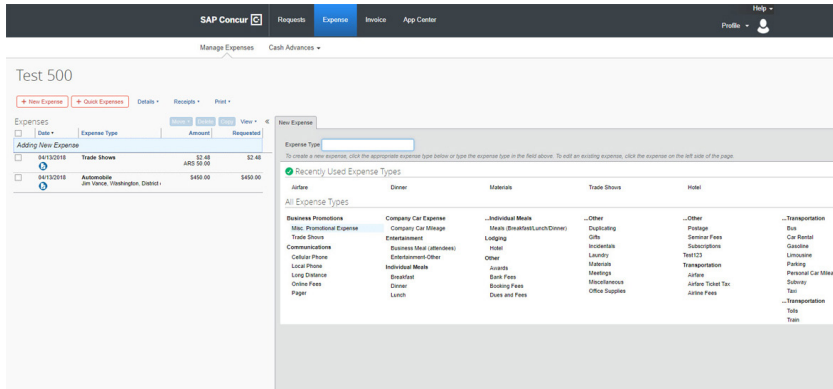 Help
SAP Concur C Requests Expense Invoice App Center
Profile
Manage Expenses Cash Advances
Test 500
+ New Expense + Quick Expenses Details Receipts Print
Expenses Move Delete Copy View «
Date Expense Type Amount Requested
Adding New Expense
04/13/2018 Trade Shows $2.48 $2.48
ARS 50.00
04/13/2018 Automobile $450.00 $450.00
Jim Vance, Washington, District
New Expense
Expense Type
To create a new expense, click the appropriate expense type below or type the expense type in the field above. To edit an existing expense, click the expense on the left side of the page.
Recently Used Expense Types
Airfare Dinner Materials Trade Shows Hotel
All Expense Types
Business Promotions
Misc. Promotional Expense
Trade Shows
Communications
Cellular Phone
Local Phone
Long Distance
Online Fees
Pager
Company Car Expense
Company Car Mileage
Entertainment
Business Meal (attendees)
Entertainment-Other
Individual Meals
Breakfast
Dinner
Lunch
...Individual Meals
Meals (Breakfast/Lunch/Dinner)
Lodging
Hotel
Other
Awards
Bank Fees
Booking Fees
Dues and Fees
...Other
Duplicating
Gifts
Incidentals
Laundry
Materials
Meetings
Miscellaneous
Office Supplies
...Other
Postage
Seminar Fees
Subscriptions
Test123
Transportation
Airfare
Airfare Ticket Tax
Airline Fees
...Transportation
Bus
Car Rental
Gasoline
Limousine
Parking
Personal Car Milea
Subway
Taxi
...Transportation
Tolls
Train